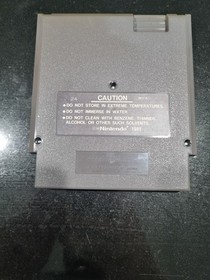 CAUTION
●DO NOT STORE IN EXTREME TEMPERATURES.
●DO NOT IMMERSE IN WATER.
●DO NOT CLEAN WITH BENZENE, THINNER,
ALCOHOL OR OTHER SUCH SOLVENTS.
Nintendo 1985